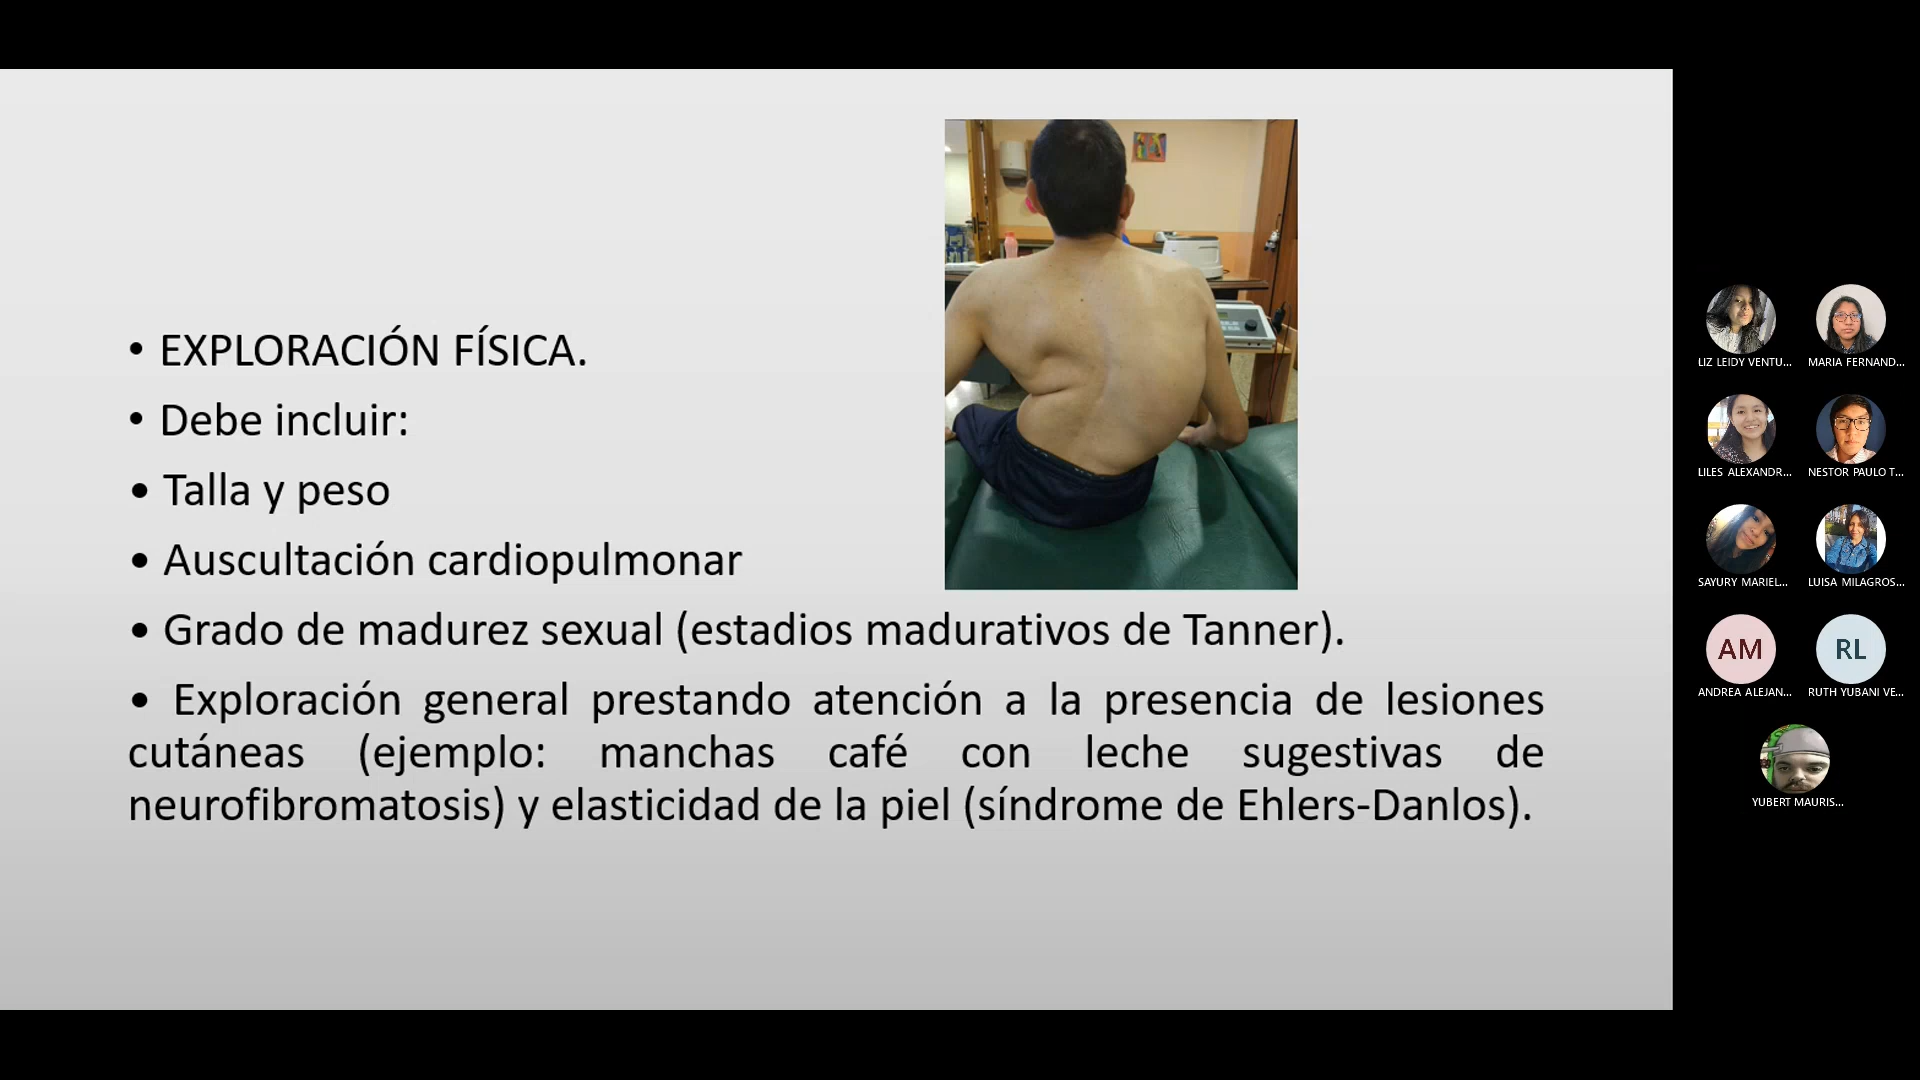 • EXPLORACIÓN FÍSICA.
• Debe incluir:
• Talla y peso
• Auscultación cardiopulmonar
• Grado de madurez sexual (estadios madurativos de Tanner).
• Exploración general prestando atención a la presencia de lesiones
cutáneas (ejemplo: manchas café con leche sugestivas de
neurofibromatosis) y elasticidad de la piel (síndrome de Ehlers-Danlos).
LIZ LEIDY VENTU...
MARIA FERNAND...
LILES ALEXANDR...
NESTOR PAULO T...
SAYURY MARIEL...
LUISA MILAGROS...
AM
RL
ANDREA ALEJAN...
RUTH YUBANI VE...
YUBERT MAURIS...